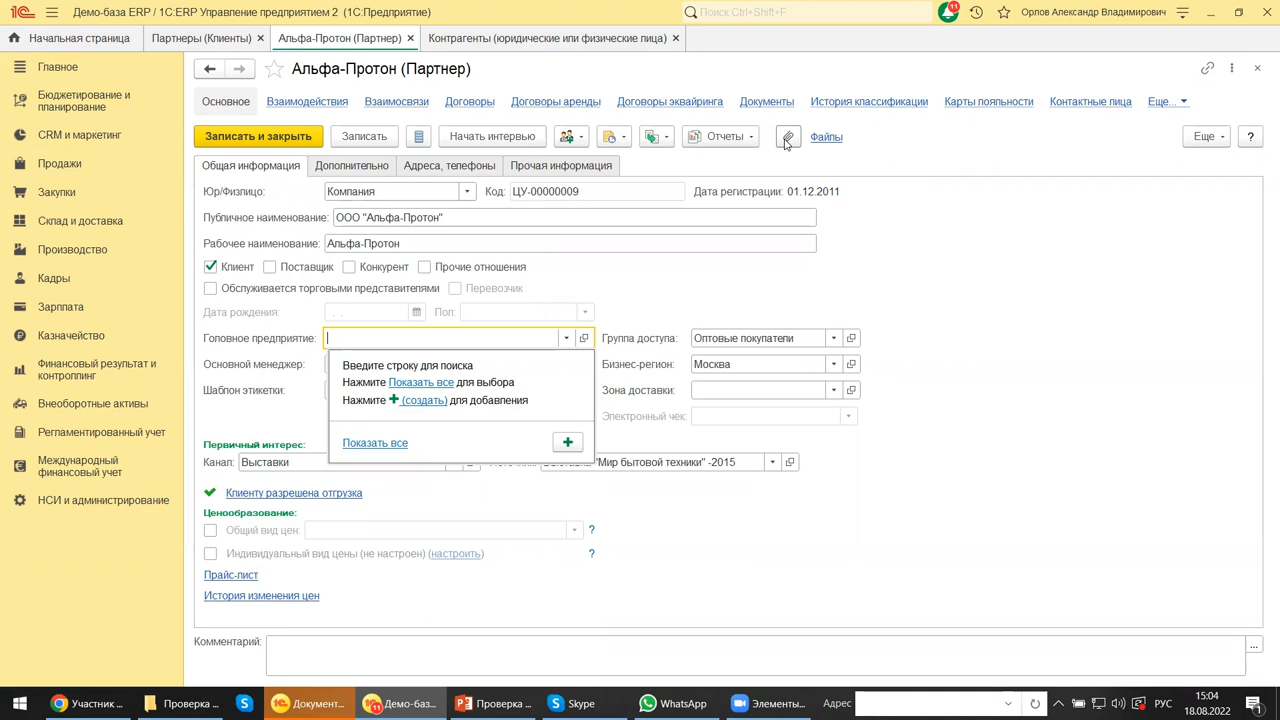 1С Демо-база ERP / 1С:ERP Управление предприятием 2 (1С:Предприятие) Поиск Ctrl+Shift+F 11 Орлов Александр Владимирович
Начальная страница Партнеры (Клиенты) × Альфа-Протон (Партнер) × Контрагенты (юридические или физические лица) ×
Альфа-Протон (Партнер)
Основное Взаимодействия Взаимосвязи Договоры Договоры аренды Договоры эквайринга Документы История классификации Карты лояльности Контактные лица Еще...
Записать и закрыть Записать Начать интервью Отчеты Файлы Еще ?
Общая информация Дополнительно Адреса, телефоны Прочая информация
Юр/Физлицо: Компания Код: ЦУ-00000009 Дата регистрации: 01.12.2011
Публичное наименование: ООО "Альфа-Протон"
Рабочее наименование: Альфа-Протон
Клиент Поставщик Конкурент Прочие отношения
Обслуживается торговыми представителями Перевозчик
Дата рождения: . . Пол:
Головное предприятие: Группа доступа: Оптовые покупатели
Введите строку для поиска
Основной менеджер: Бизнес-регион: Москва
Нажмите Показать все для выбора
Шаблон этикетки: Зона доставки:
Нажмите + (создать) для добавления
Электронный чек:
Показать все +
Первичный интерес:
Канал: Выставки "Мир бытовой техники" -2015
Клиенту разрешена отгрузка
Ценообразование:
Общий вид цен: ?
Индивидуальный вид цены (не настроен) (настроить) ?
Прайс-лист
История изменения цен
Комментарий: ...
Главное
Бюджетирование и
планирование
CRM и маркетинг
Продажи
Закупки
Склад и доставка
Производство
Кадры
Зарплата
Казначейство
Финансовый результат и
контроллинг
Внеоборотные активы
Регламентированный учет
Международный
финансовый учет
НСИ и администрирование
Участник ... Проверка ... Документ... Демо-баз... Проверка ... Skype WhatsApp Элементы... Адрес РУС 15:04
18.08.2022